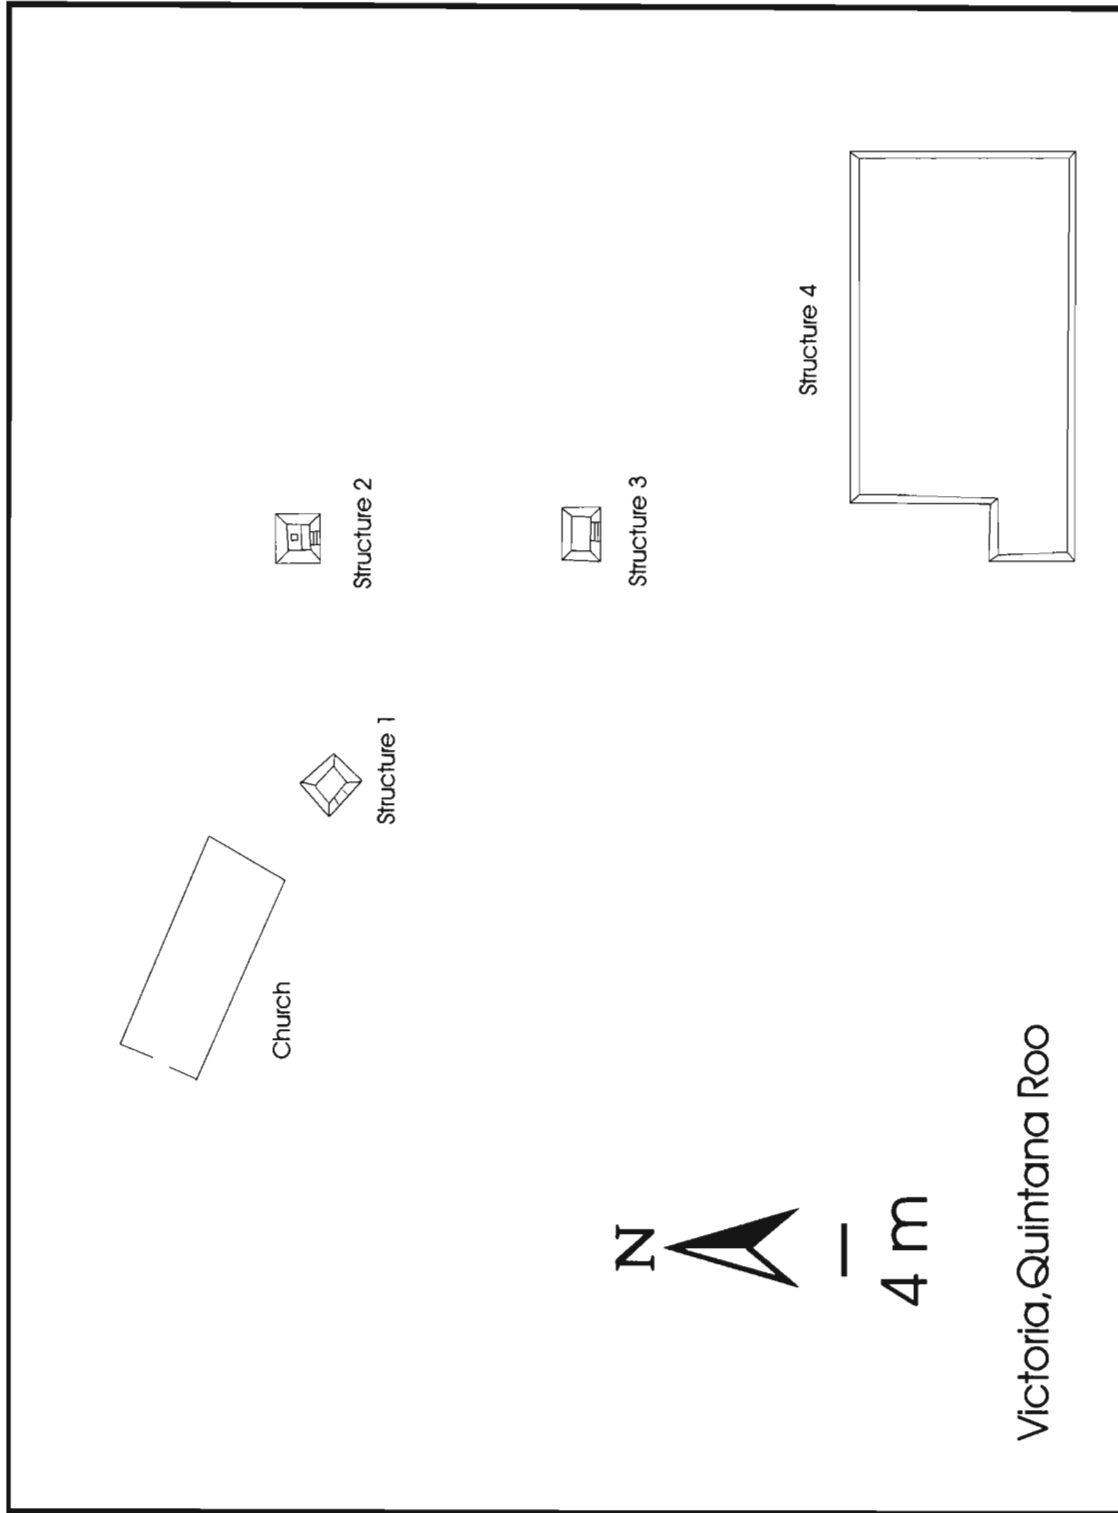 Church
Structure 2
Structure 1
N
Structure 3
Structure 4
4 m
Victoria, Quintana Roo